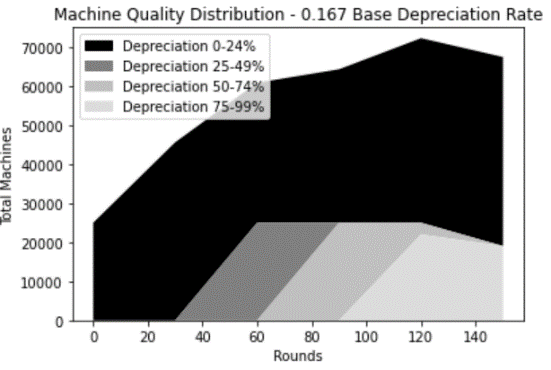 Machine Quality Distribution - 0.167 Base Depreciation Rate
Depreciation 0-24%
Depreciation 25-49%
Depreciation 50-74%
Depreciation 75-99%
Total Machines
70000
60000
50000
40000
30000
20000
10000
0
0 20 40 60 80 100 120 140
Rounds